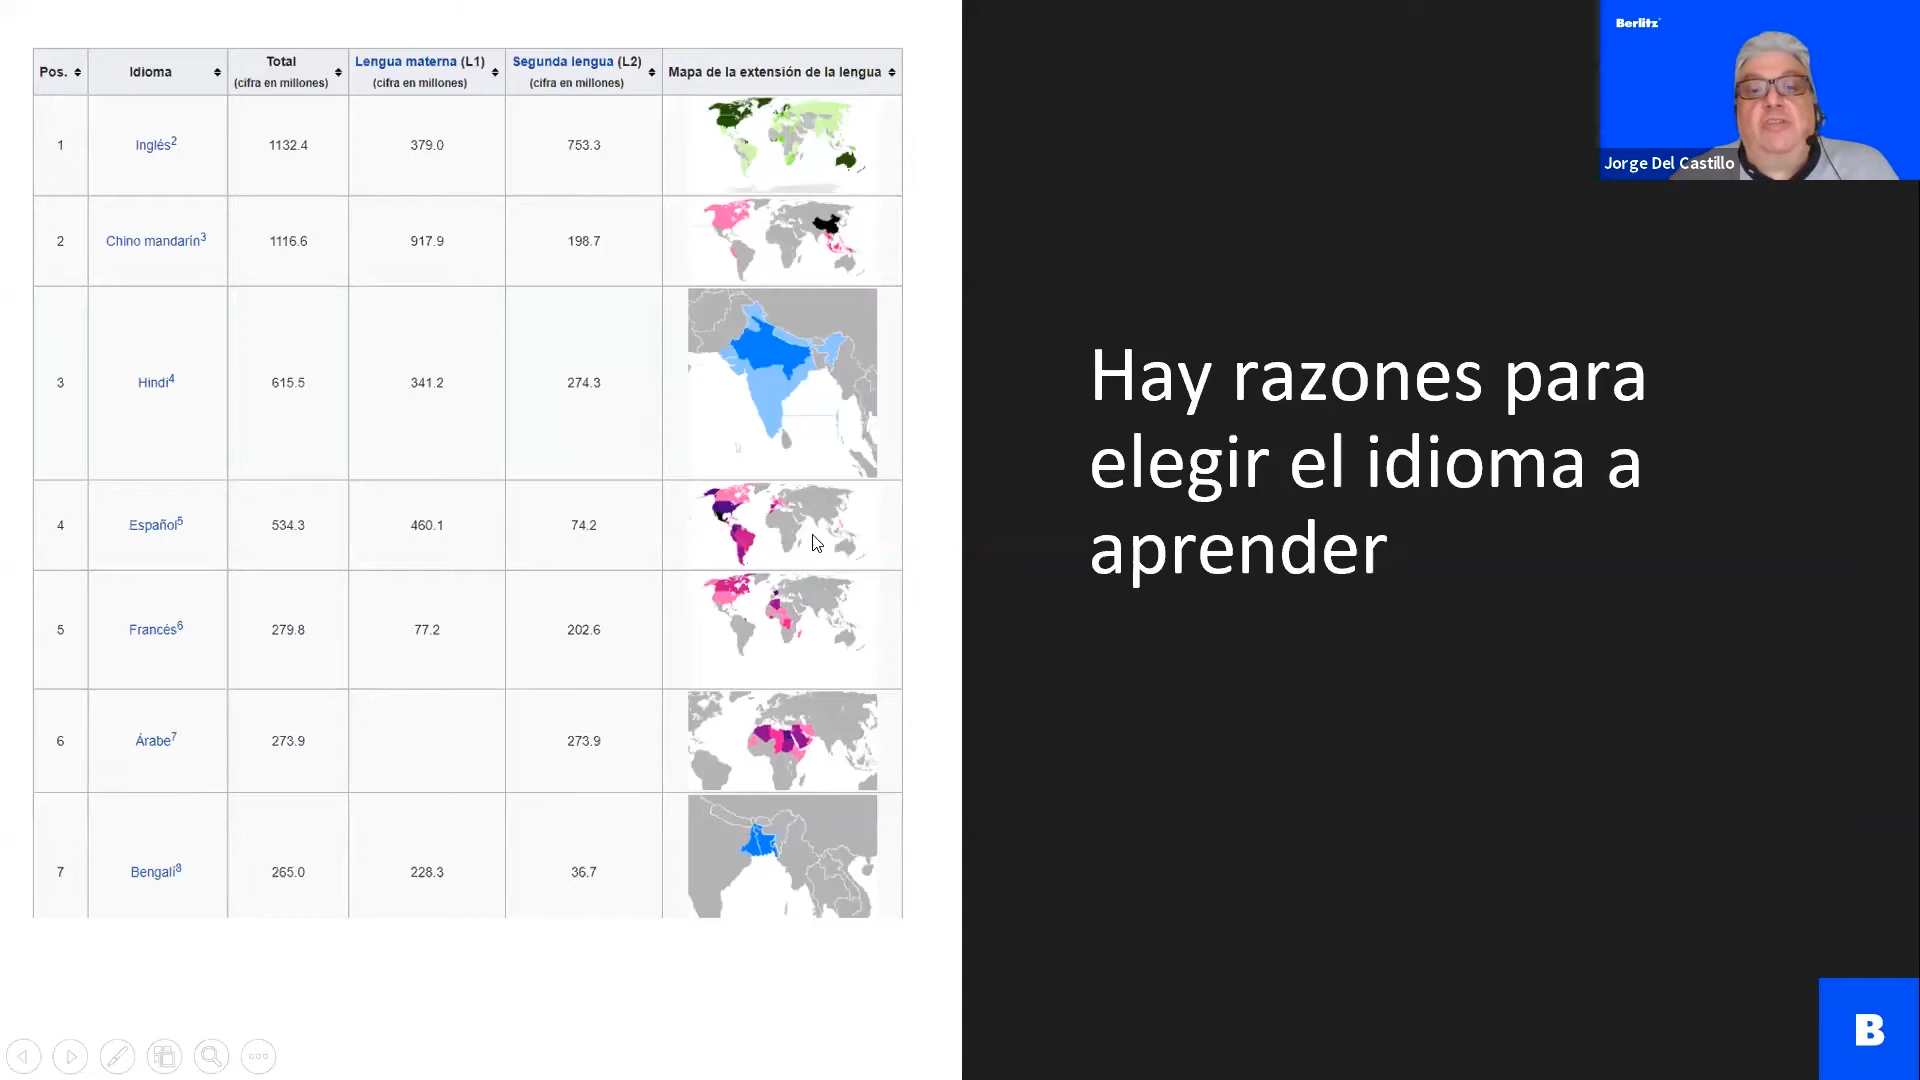 Pos. Idioma Total (cifra en millones) Lengua materna (L1) (cifra en millones) Segunda lengua (L2) (cifra en millones) Mapa de la extensión de la lengua
1 Inglés2 1132.4 379.0 753.3
2 Chino mandarín3 1116.6 917.9 198.7
3 Hindi4 615.5 341.2 274.3
4 Español5 534.3 460.1 74.2
5 Francés6 279.8 77.2 202.6
6 Árabe7 273.9 273.9
7 Bengalí8 265.0 228.3 36.7
Hay razones para
elegir el idioma a
aprender
Berlitz
Jorge Del Castillo
B